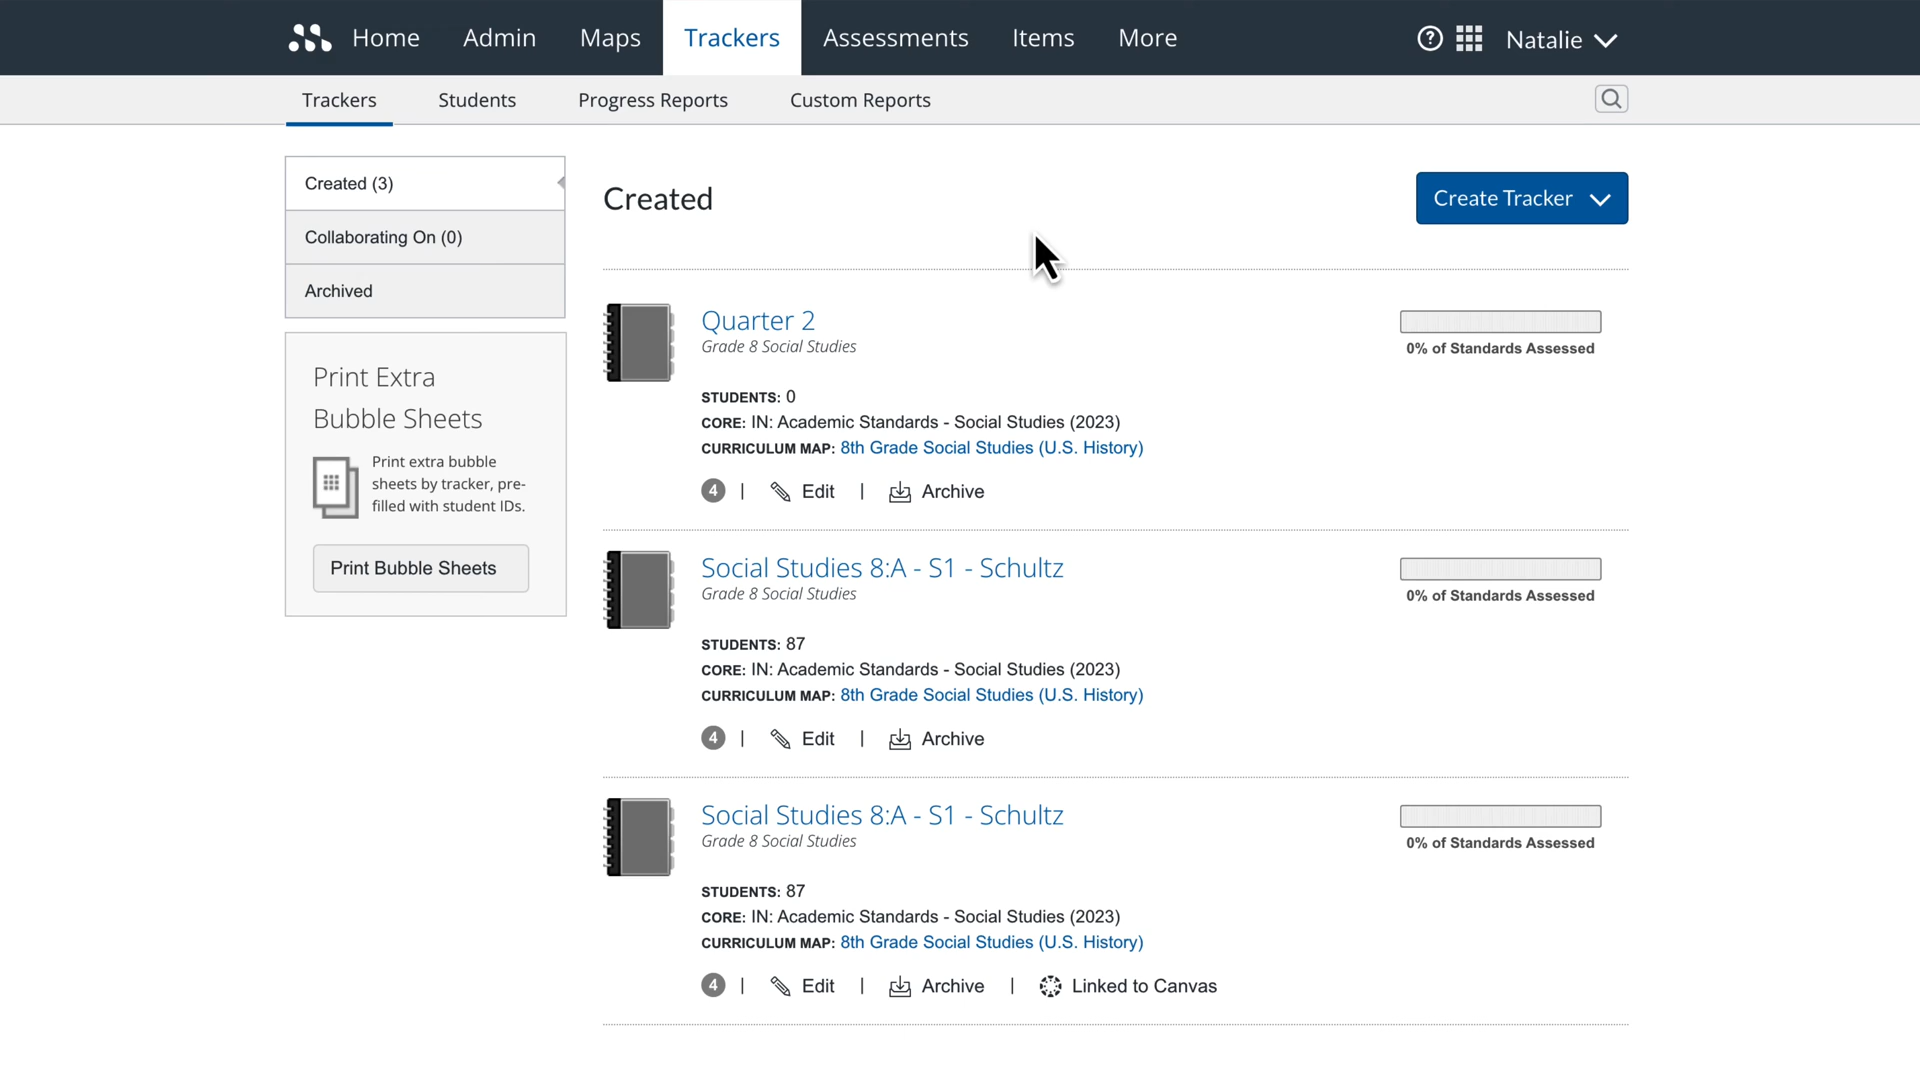 Home Admin Maps Trackers Assessments Items More Natalie
Trackers Students Progress Reports Custom Reports
Created (3)
Collaborating On (0)
Archived
Print Extra
Bubble Sheets
Print extra bubble
sheets by tracker, pre-
filled with student IDs.
Print Bubble Sheets
Created
Create Tracker
Quarter 2
Grade 8 Social Studies
0% of Standards Assessed
STUDENTS: 0
CORE: IN: Academic Standards - Social Studies (2023)
CURRICULUM MAP: 8th Grade Social Studies (U.S. History)
4 | Edit | Archive
Social Studies 8:A - S1 - Schultz
Grade 8 Social Studies
0% of Standards Assessed
STUDENTS: 87
CORE: IN: Academic Standards - Social Studies (2023)
CURRICULUM MAP: 8th Grade Social Studies (U.S. History)
4 | Edit | Archive
Social Studies 8:A - S1 - Schultz
Grade 8 Social Studies
0% of Standards Assessed
STUDENTS: 87
CORE: IN: Academic Standards - Social Studies (2023)
CURRICULUM MAP: 8th Grade Social Studies (U.S. History)
4 | Edit | Archive | Linked to Canvas